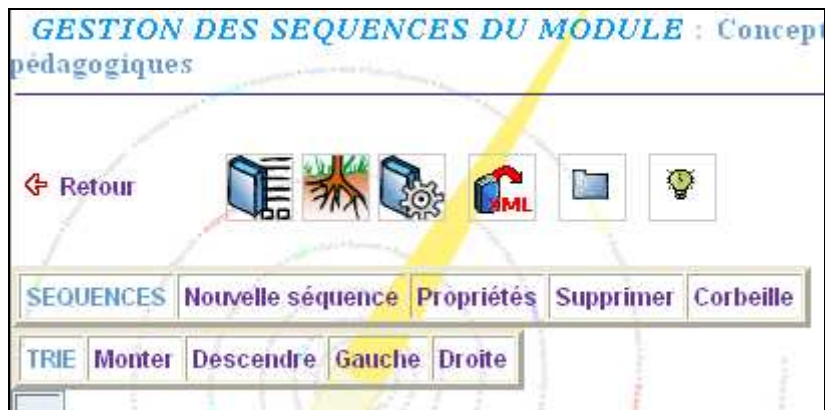 GESTION DES SEQUENCES DU MODULE : Concept
pédagogiques
Retour
XML
SEQUENCES Nouvelle séquence Propriétés Supprimer Corbeille
TRIE Monter Descendre Gauche Droite